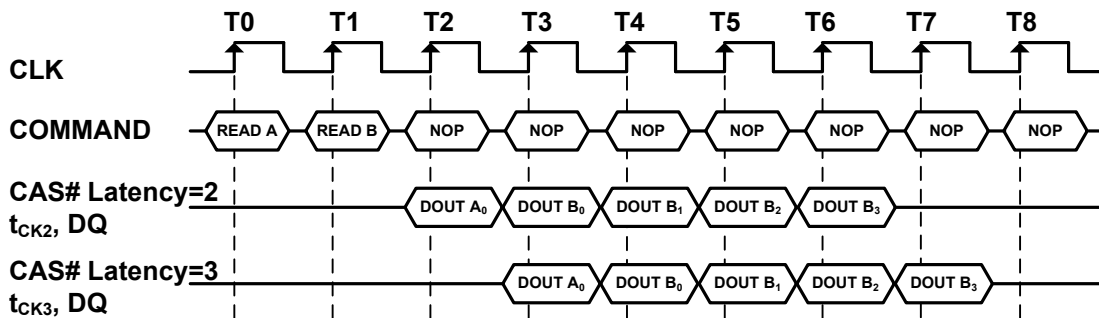 T0 T1 T2 T3 T4 T5 T6 T7 T8
CLK
COMMAND READ A READ B NOP NOP NOP NOP NOP NOP NOP
CAS# Latency=2
tCK2, DQ DOUT A0 DOUT B0 DOUT B1 DOUT B2 DOUT B3
CAS# Latency=3
tCK3, DQ DOUT A0 DOUT B0 DOUT B1 DOUT B2 DOUT B3